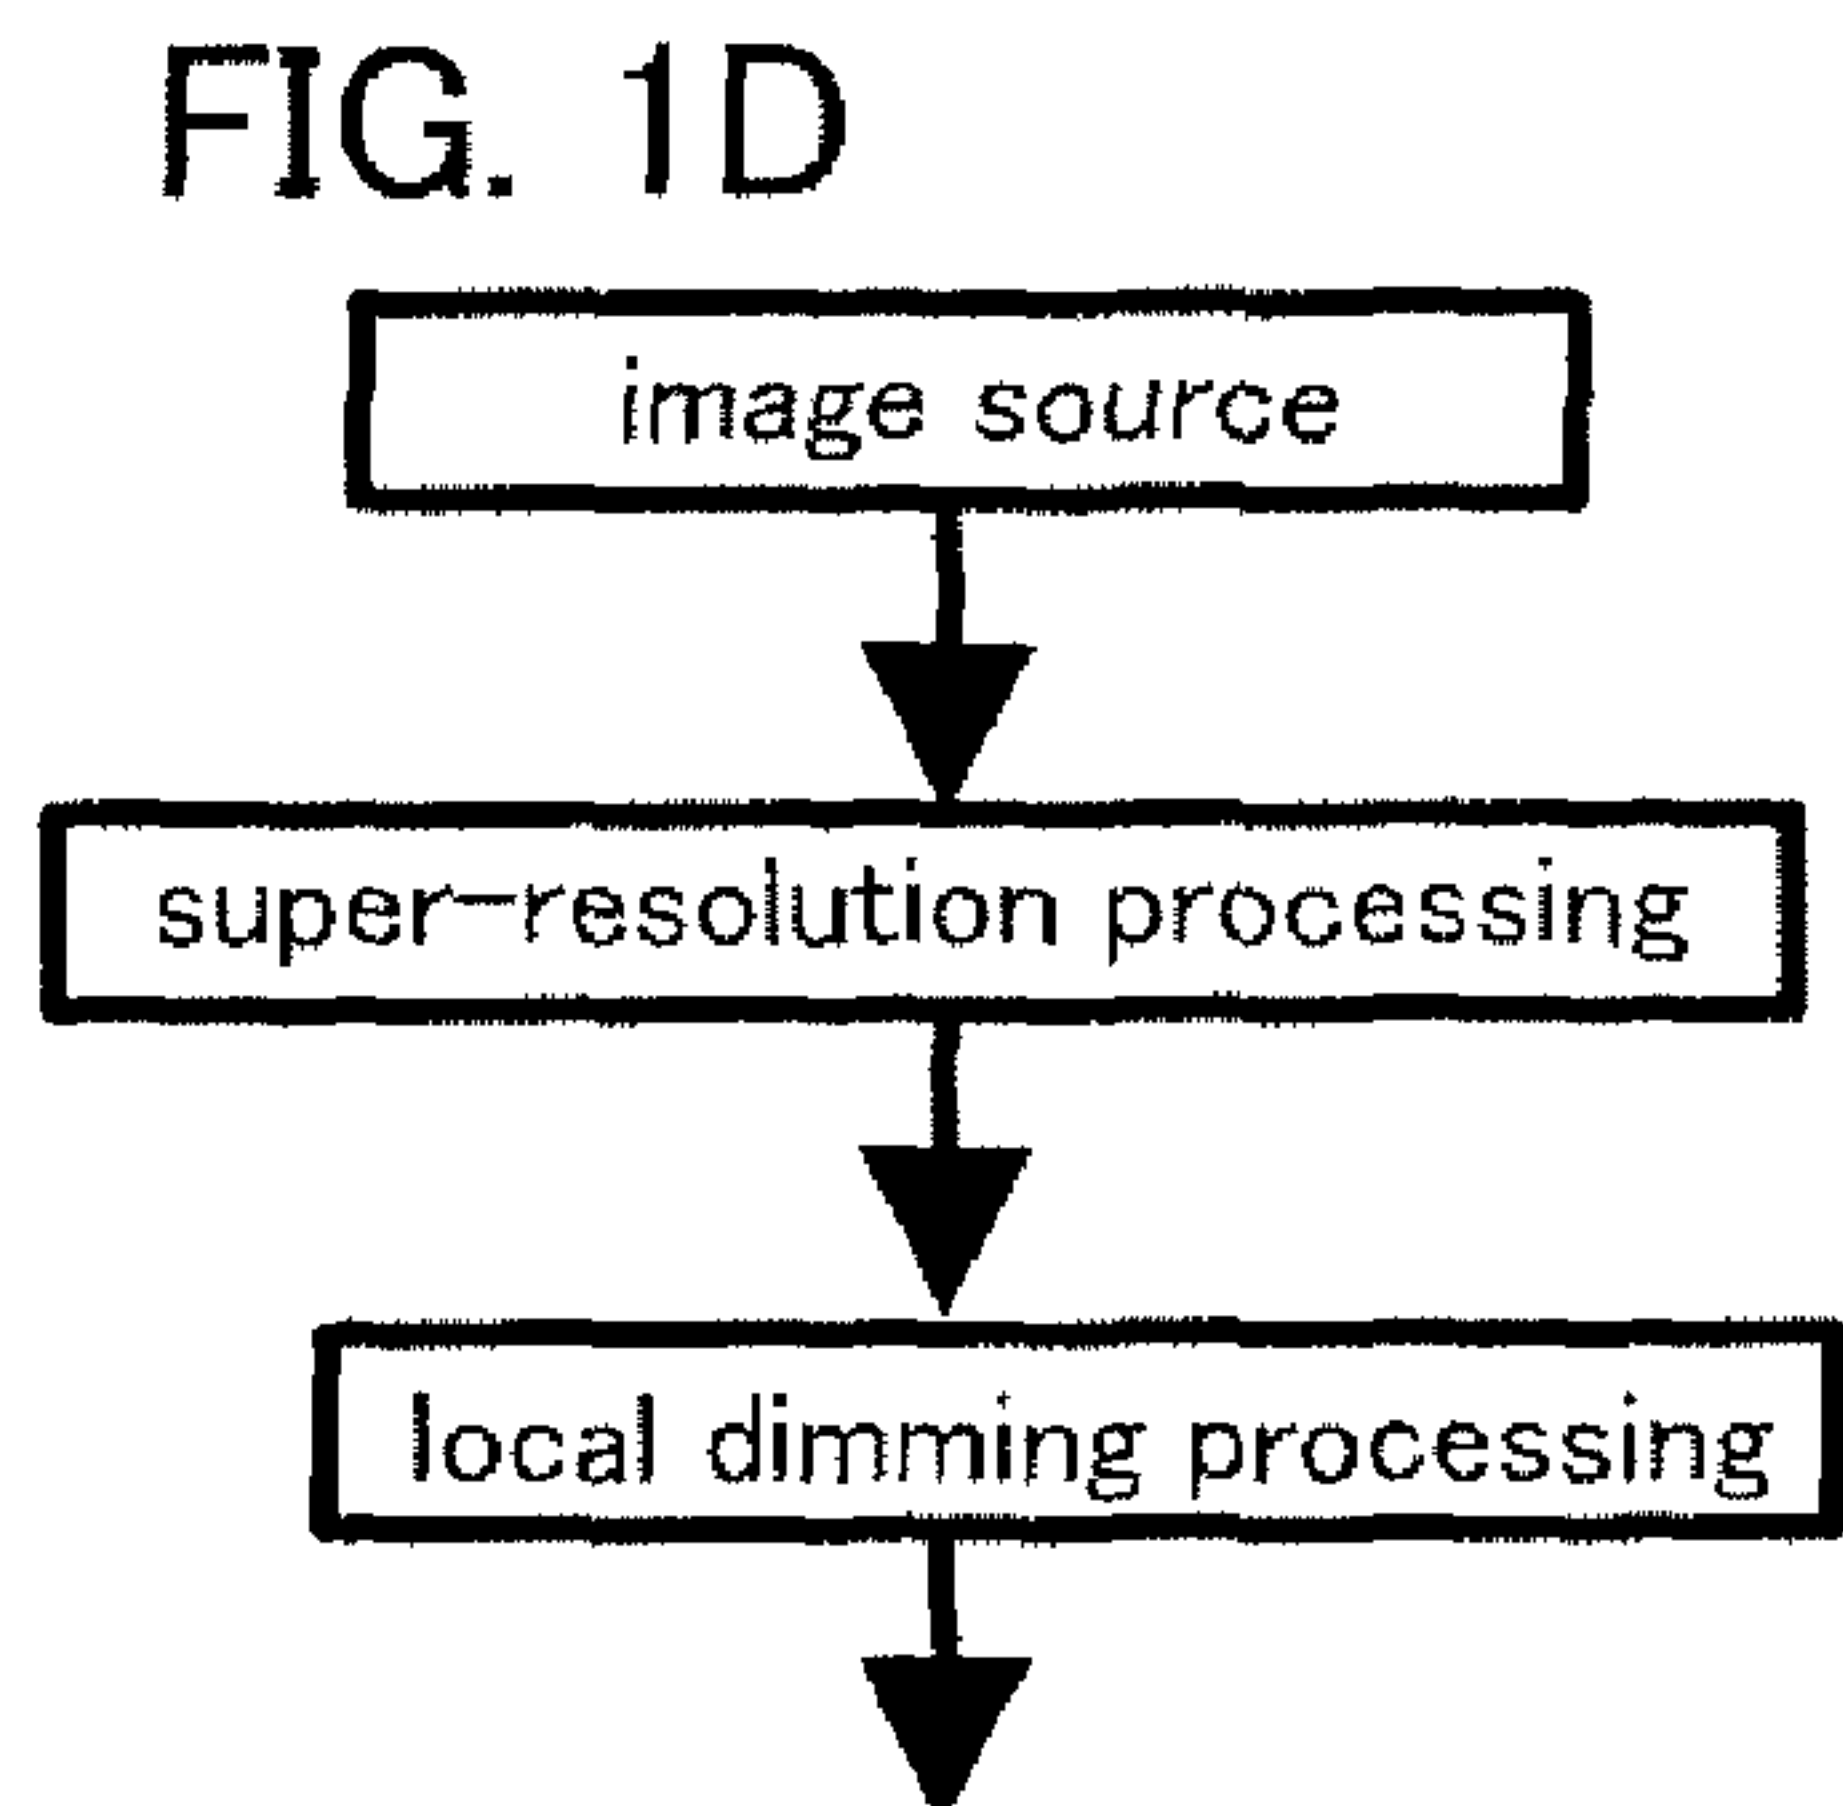 FIG. 1D
image source
super-resolution processing
local dimming processing